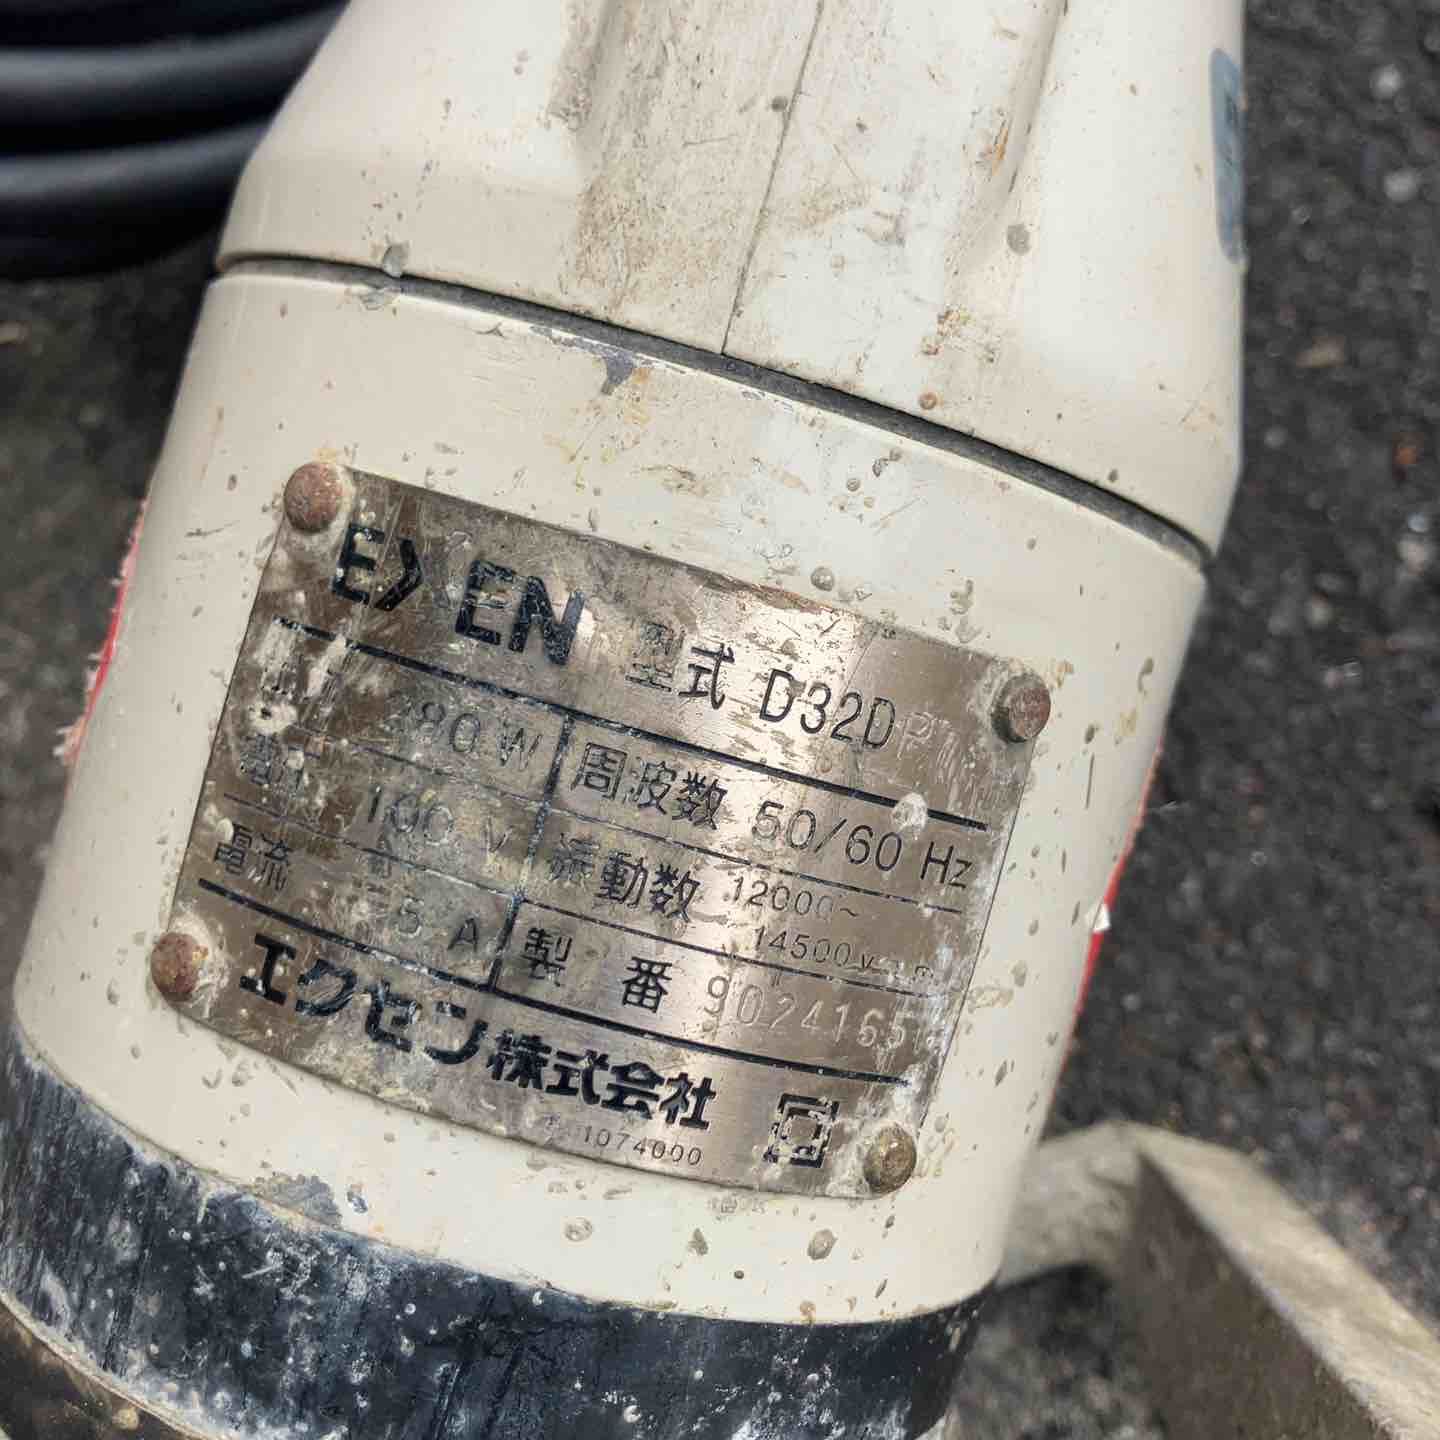 EXEN 型式 D32D
280 W 周波数 50/60 Hz
100 V 振動数 12000~
14500
電流 5 A 製番 9024165
エクセン株式会社
1074000